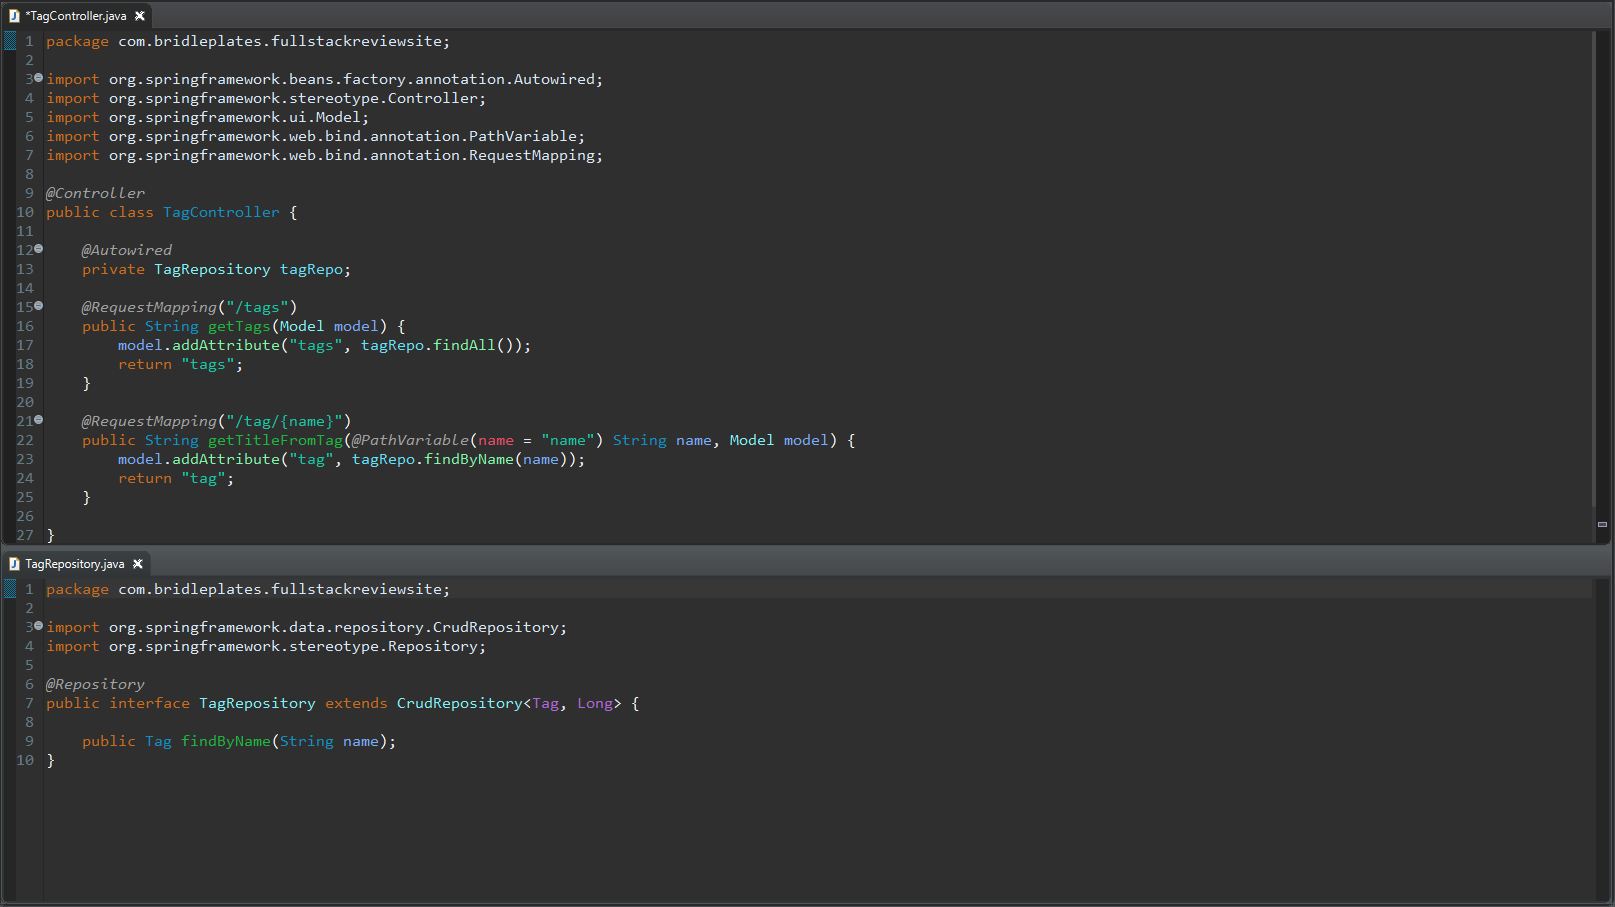 *TagController.java
1 package com.bridleplates.fullstackreviewsite;
2
3 import org.springframework.beans.factory.annotation.Autowired;
4 import org.springframework.stereotype.Controller;
5 import org.springframework.ui.Model;
6 import org.springframework.web.bind.annotation.PathVariable;
7 import org.springframework.web.bind.annotation.RequestMapping;
8
9 @Controller
10 public class TagController {
11
12     @Autowired
13     private TagRepository tagRepo;
14
15     @RequestMapping("/tags")
16     public String getTags(Model model) {
17         model.addAttribute("tags", tagRepo.findAll());
18         return "tags";
19     }
20
21     @RequestMapping("/tag/{name}")
22     public String getTitleFromTag(@PathVariable(name = "name") String name, Model model) {
23         model.addAttribute("tag", tagRepo.findByName(name));
24         return "tag";
25     }
26
27 }
TagRepository.java
1 package com.bridleplates.fullstackreviewsite;
2
3 import org.springframework.data.repository.CrudRepository;
4 import org.springframework.stereotype.Repository;
5
6 @Repository
7 public interface TagRepository extends CrudRepository<Tag, Long> {
8
9     public Tag findByName(String name);
10 }